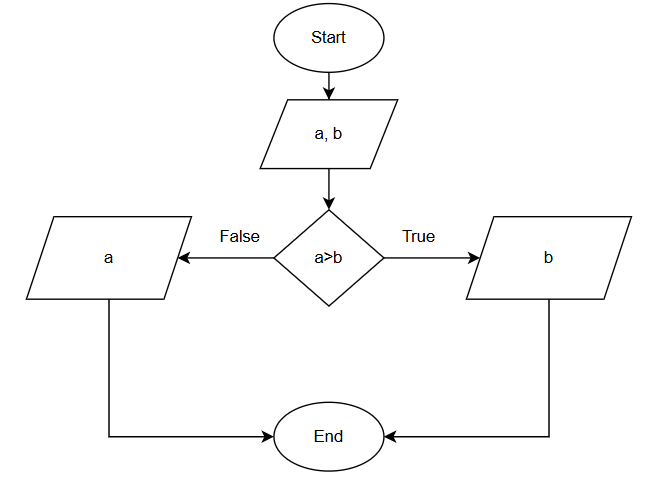 Start
a, b
False
True
a
a>b
b
End